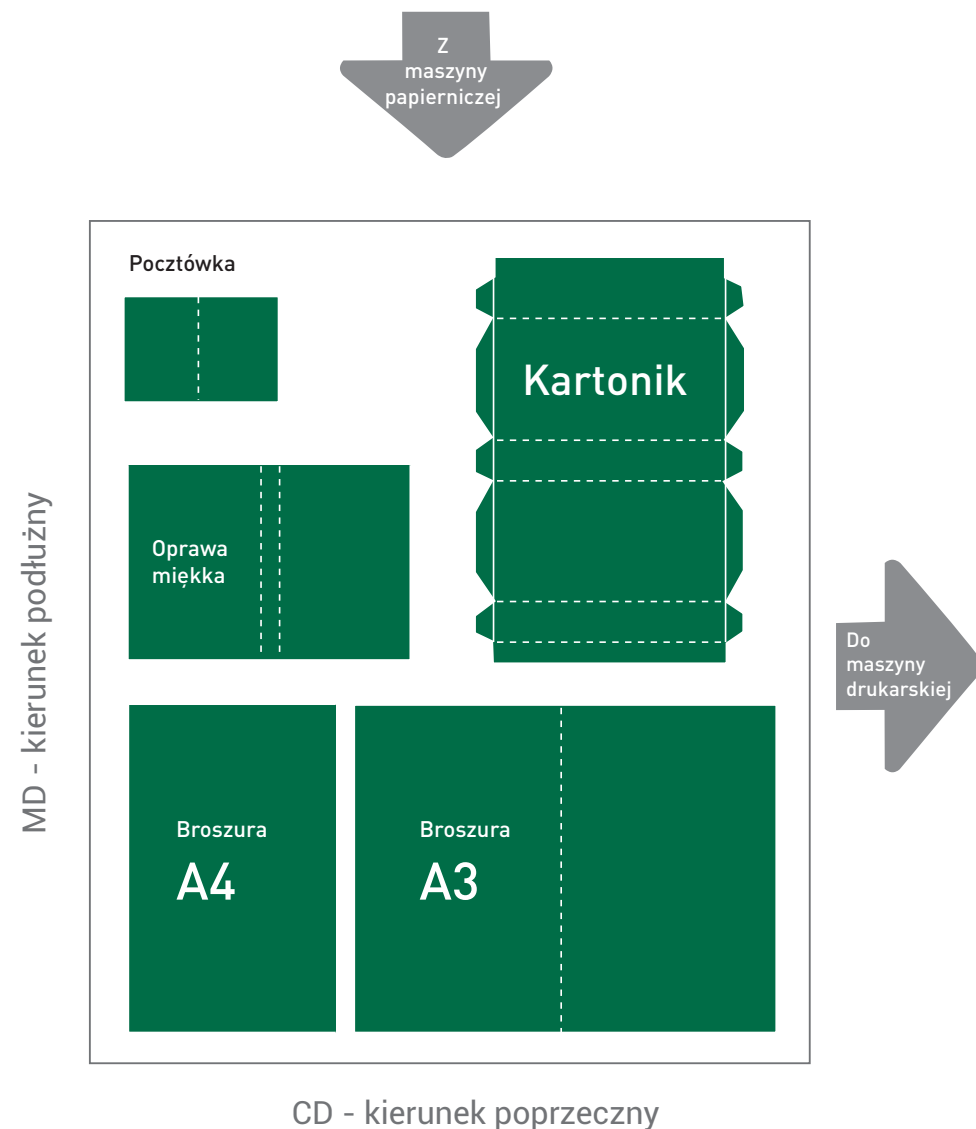 Z
maszyny
papierniczej
Pocztówka
Kartonik
Oprawa
miękka
MD - kierunek podłużny
Do
maszyny
drukarskiej
Broszura
A4
Broszura
A3
CD - kierunek poprzeczny